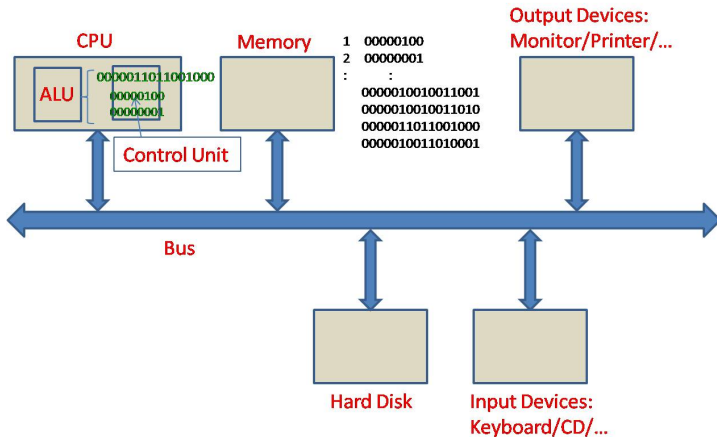 CPU
ALU
0000011011001000
00000100
00000001
Control Unit
Memory
1 00000100
2 00000001
: :
0000010010011001
0000010010011010
0000011011001000
0000010011010001
Output Devices:
Monitor/Printer/...
Bus
Hard Disk
Input Devices:
Keyboard/CD/...